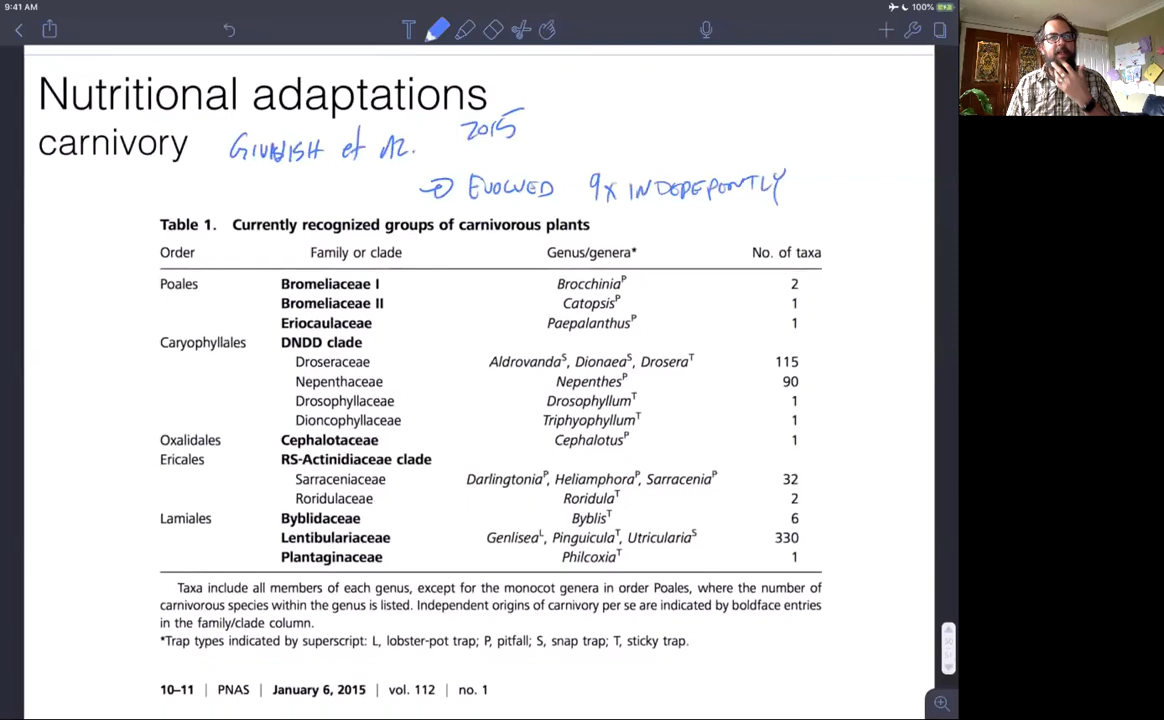 9:41 AM
100%
Nutritional adaptations
carnivory GIVNISH et AL. 2015
→ EVOLVED 9x INDEPEPONTLY
Table 1. Currently recognized groups of carnivorous plants
Order Family or clade Genus/genera* No. of taxa
Poales Bromeliaceae I Brocchinia^P 2
Bromeliaceae II Catopsis^P 1
Eriocaulaceae Paepalanthus^P 1
Caryophyllales DNDD clade
Droseraceae Aldrovanda^S, Dionaea^S, Drosera^T 115
Nepenthaceae Nepenthes^P 90
Drosophyllaceae Drosophyllum^T 1
Dioncophyllaceae Triphyophyllum^T 1
Oxalidales Cephalotaceae Cephalotus^P 1
Ericales RS-Actinidiaceae clade
Sarraceniaceae Darlingtonia^P, Heliamphora^P, Sarracenia^P 32
Roridulaceae Roridula^T 2
Lamiales Byblidaceae Byblis^T 6
Lentibulariaceae Genlisea^L, Pinguicula^T, Utricularia^S 330
Plantaginaceae Philcoxia^T 1
Taxa include all members of each genus, except for the monocot genera in order Poales, where the number of
carnivorous species within the genus is listed. Independent origins of carnivory per se are indicated by boldface entries
in the family/clade column.
*Trap types indicated by superscript: L, lobster-pot trap; P, pitfall; S, snap trap; T, sticky trap.
10–11 | PNAS | January 6, 2015 | vol. 112 | no. 1